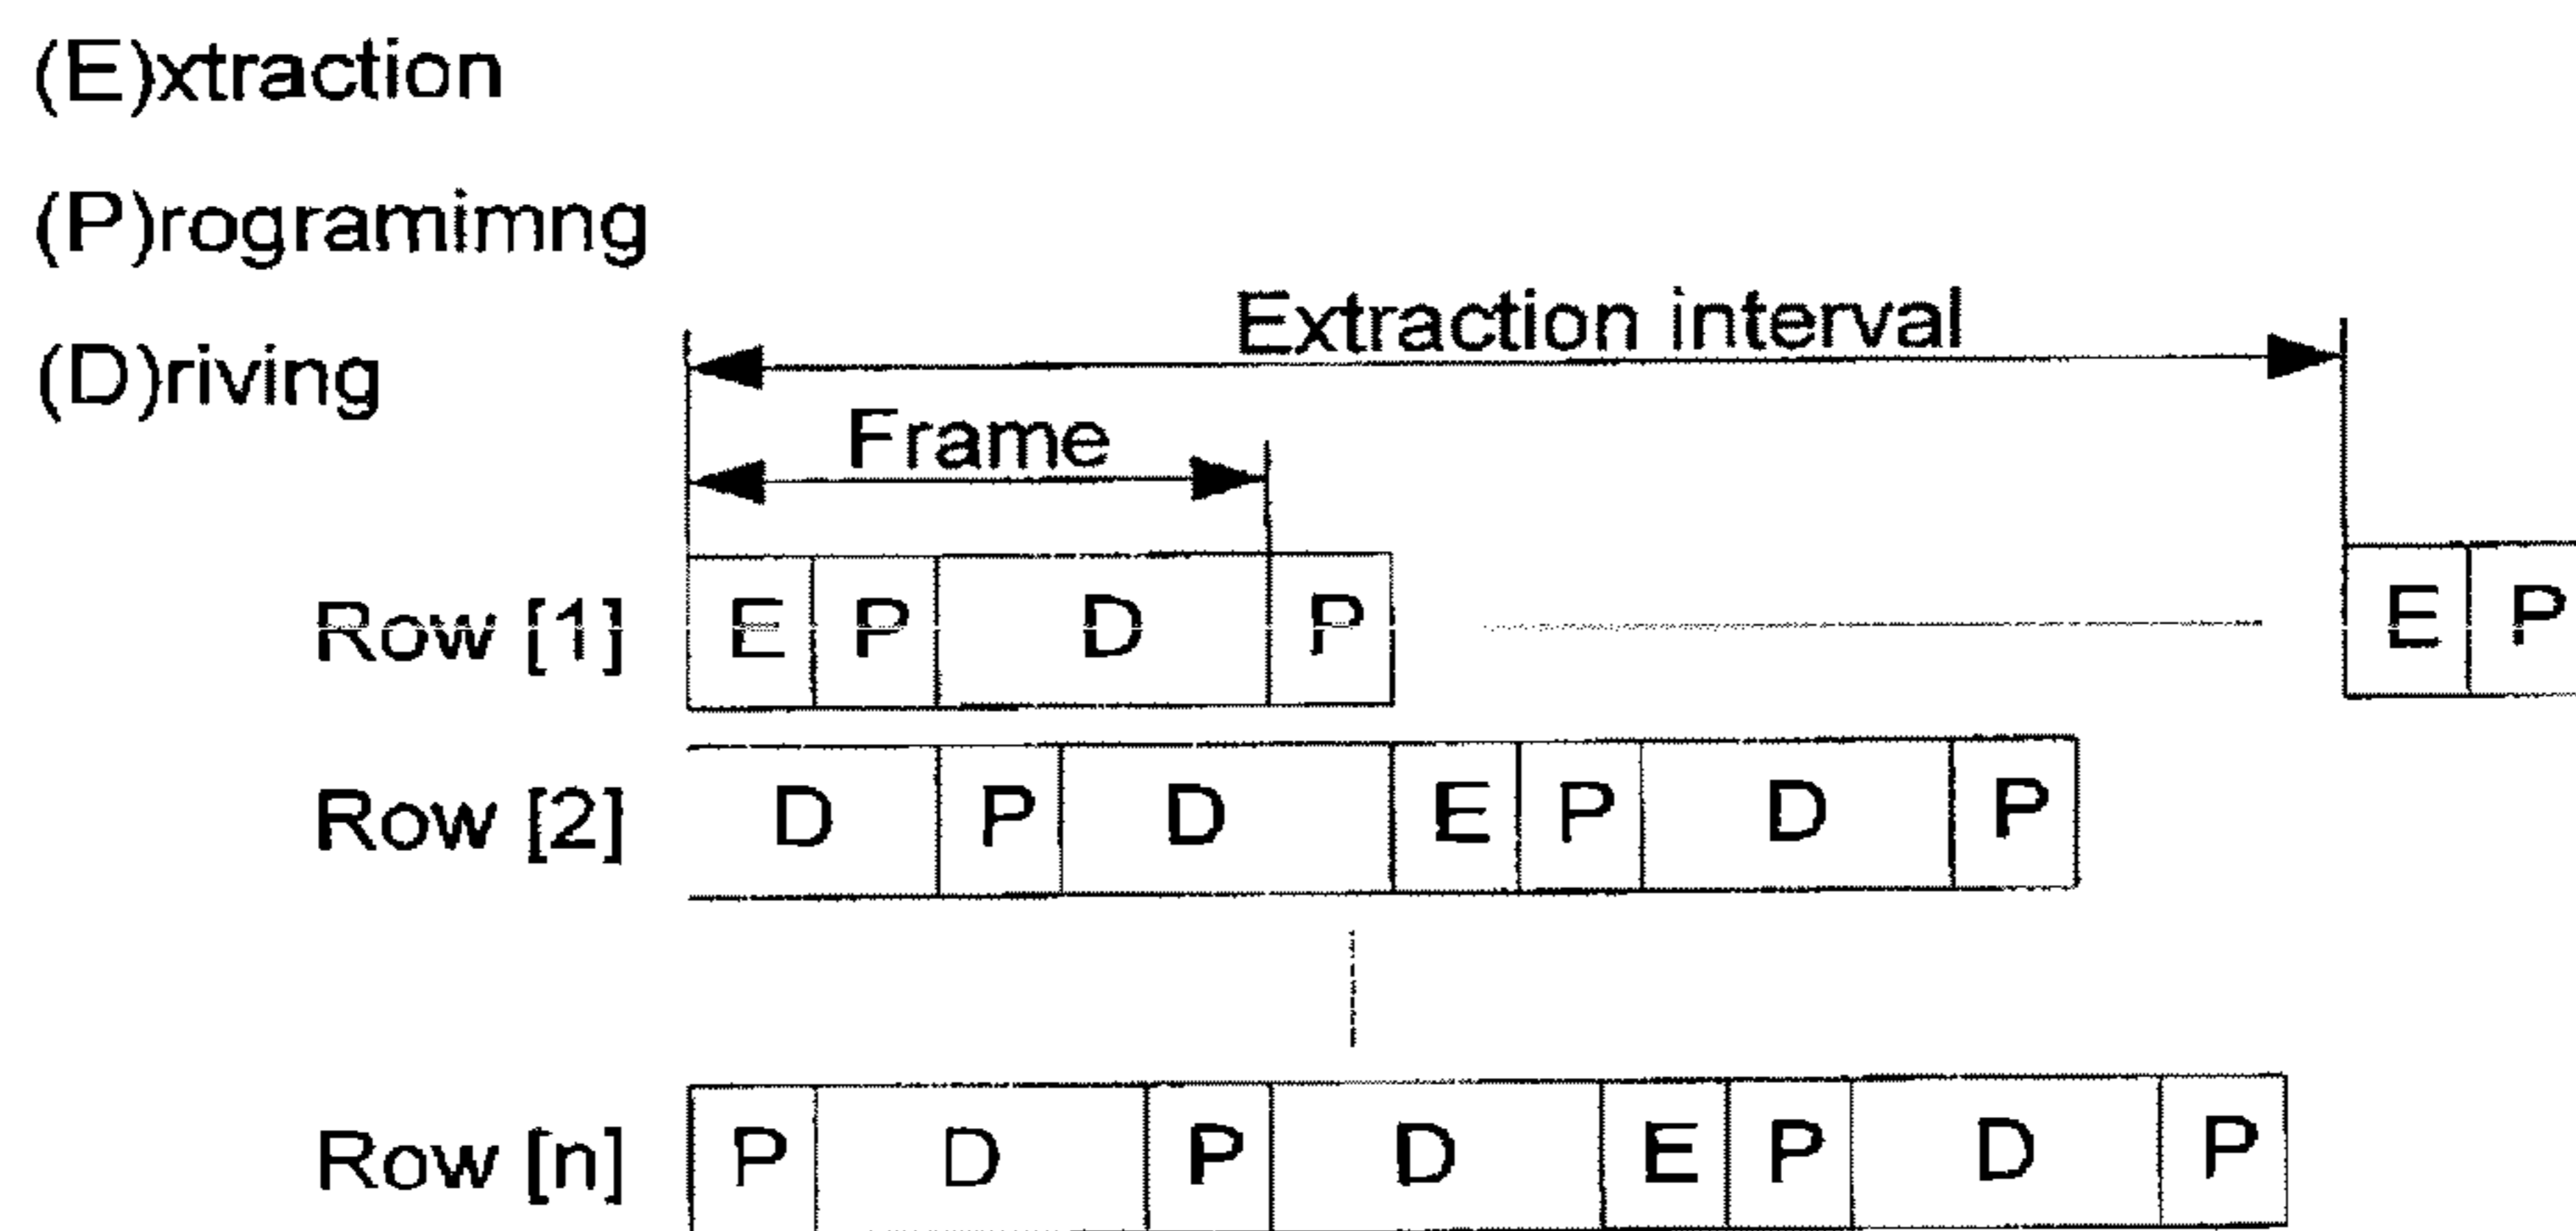 (E)xtraction
(P)rogramimng
(D)riving
Extraction interval
Frame
Row [1] E P D P E P
Row [2] D P D E P D P
Row [n] P D P D E P D P